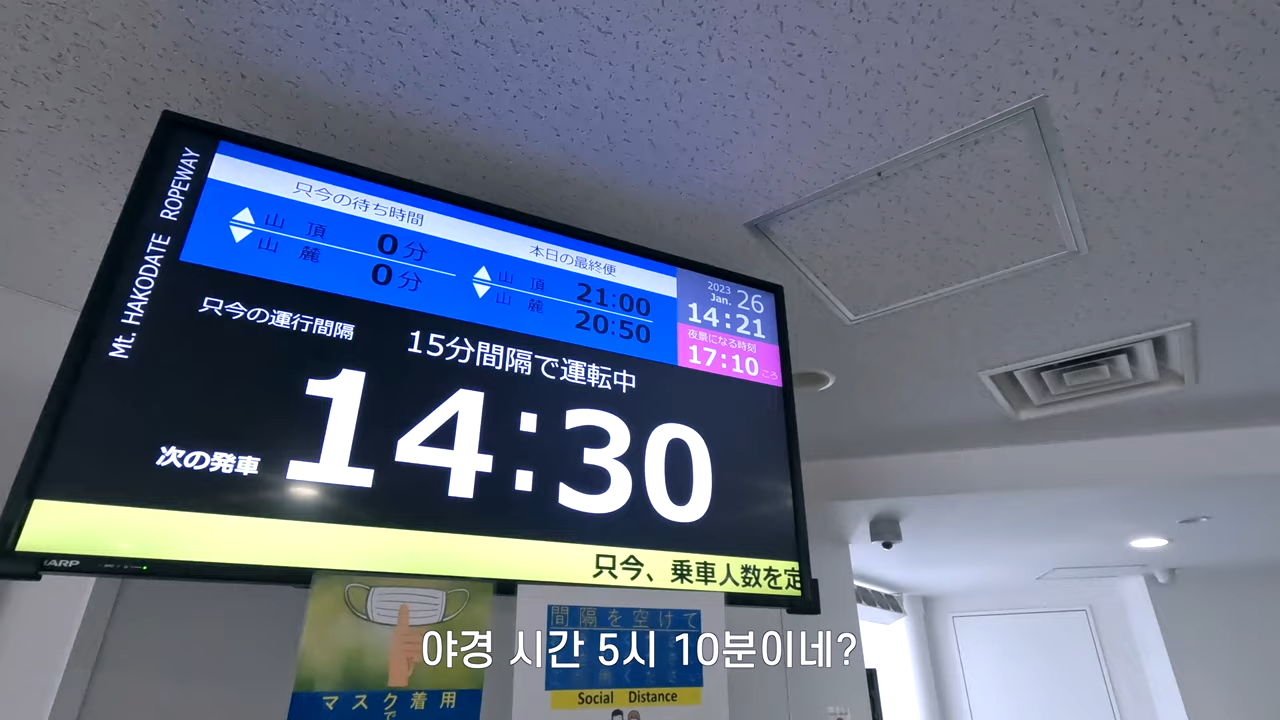 Mt. HAKODATE ROPEWAY
只今の待ち時間
山頂 0分
山麓 0分
本日の最終便
山頂 21:00
山麓 20:50
2023
Jan. 26
14:21
夜景になる時刻
17:10 ころ
只今の運行間隔
15分間隔で運転中
次の発車 14:30
只今、乗車人数を定
マスク着用
で
間隔を空けて
Social Distance
야경 시간 5시 10분이네?